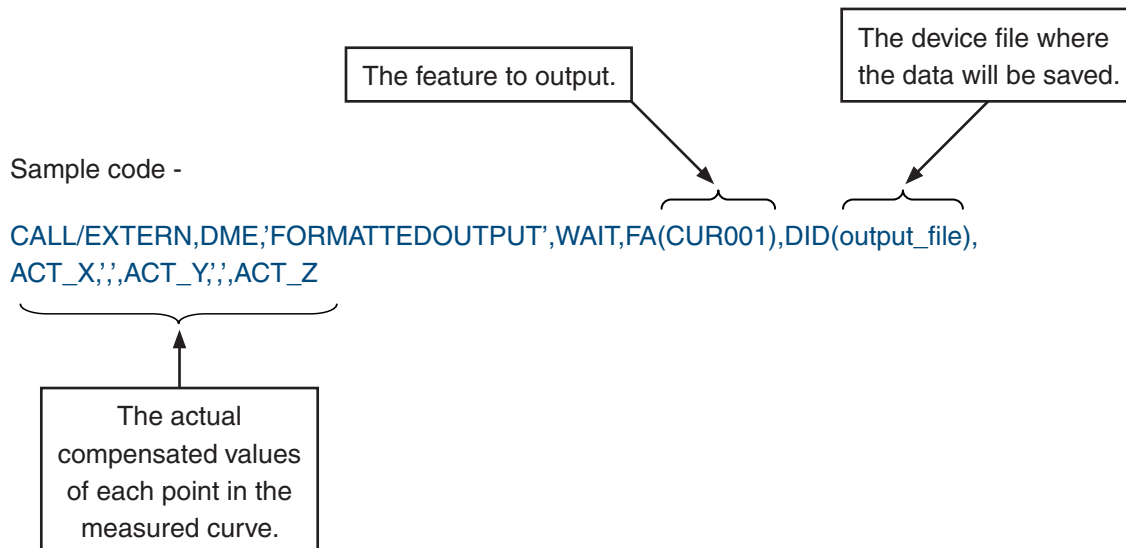 The feature to output.
The device file where
the data will be saved.
Sample code -
CALL/EXTERN,DME,'FORMATTEDOUTPUT',WAIT,FA(CUR001),DID(output_file),
ACT_X,',',ACT_Y,',',ACT_Z
The actual
compensated values
of each point in the
measured curve.